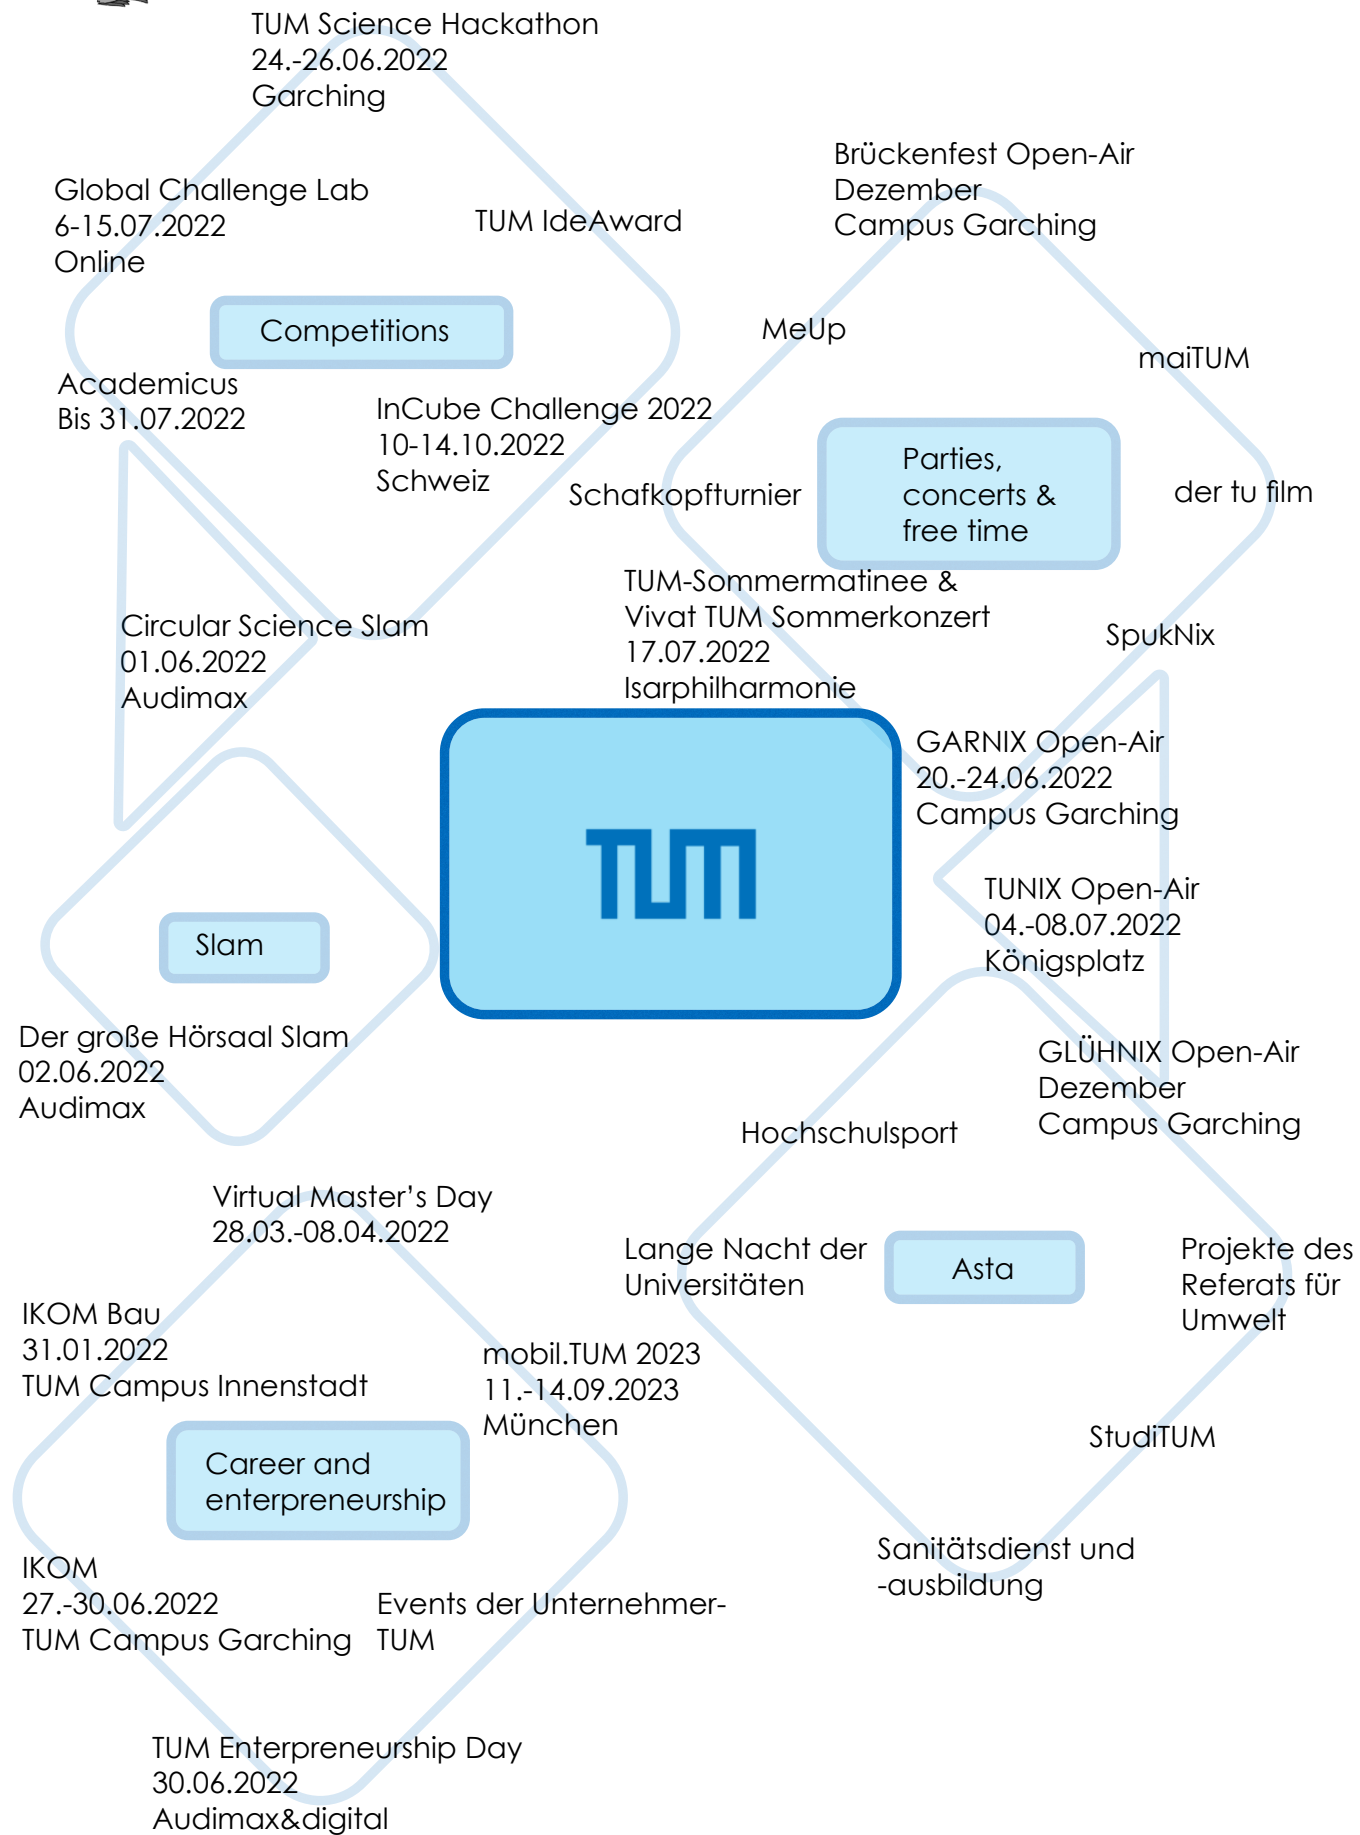 TUM Science Hackathon
24.-26.06.2022
Garching
Brückenfest Open-Air
Dezember
Campus Garching
Global Challenge Lab
6-15.07.2022
Online
TUM IdeAward
Competitions
MeUp
maiTUM
Academicus
Bis 31.07.2022
InCube Challenge 2022
10-14.10.2022
Schweiz
Parties,
concerts &
free time
Schafkopfturnier
der tu film
TUM-Sommermatinee &
Vivat TUM Sommerkonzert
17.07.2022
Isarphilharmonie
Circular Science Slam
01.06.2022
Audimax
SpukNix
GARNIX Open-Air
20.-24.06.2022
Campus Garching
TUM
TUNIX Open-Air
04.-08.07.2022
Königsplatz
Slam
Der große Hörsaal Slam
02.06.2022
Audimax
GLÜHNIX Open-Air
Dezember
Campus Garching
Hochschulsport
Virtual Master’s Day
28.03.-08.04.2022
Lange Nacht der
Universitäten
Asta
Projekte des
Referats für
Umwelt
IKOM Bau
31.01.2022
TUM Campus Innenstadt
mobil.TUM 2023
11.-14.09.2023
München
StudiTUM
Career and
enterpreneurship
Sanitätsdienst und
-ausbildung
IKOM
27.-30.06.2022
TUM Campus Garching
Events der Unternehmer-
TUM
TUM Enterpreneurship Day
30.06.2022
Audimax&digital